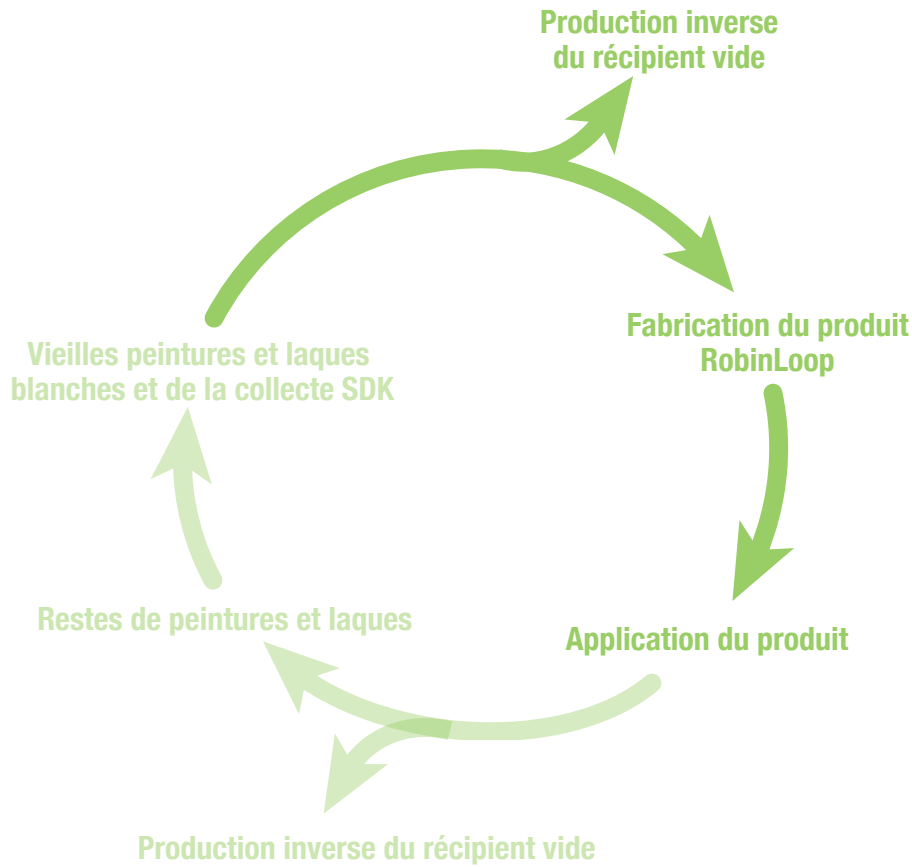 Production inverse
du récipient vide
Fabrication du produit
RobinLoop
Vieilles peintures et laques
blanches et de la collecte SDK
Restes de peintures et laques
Application du produit
Production inverse du récipient vide